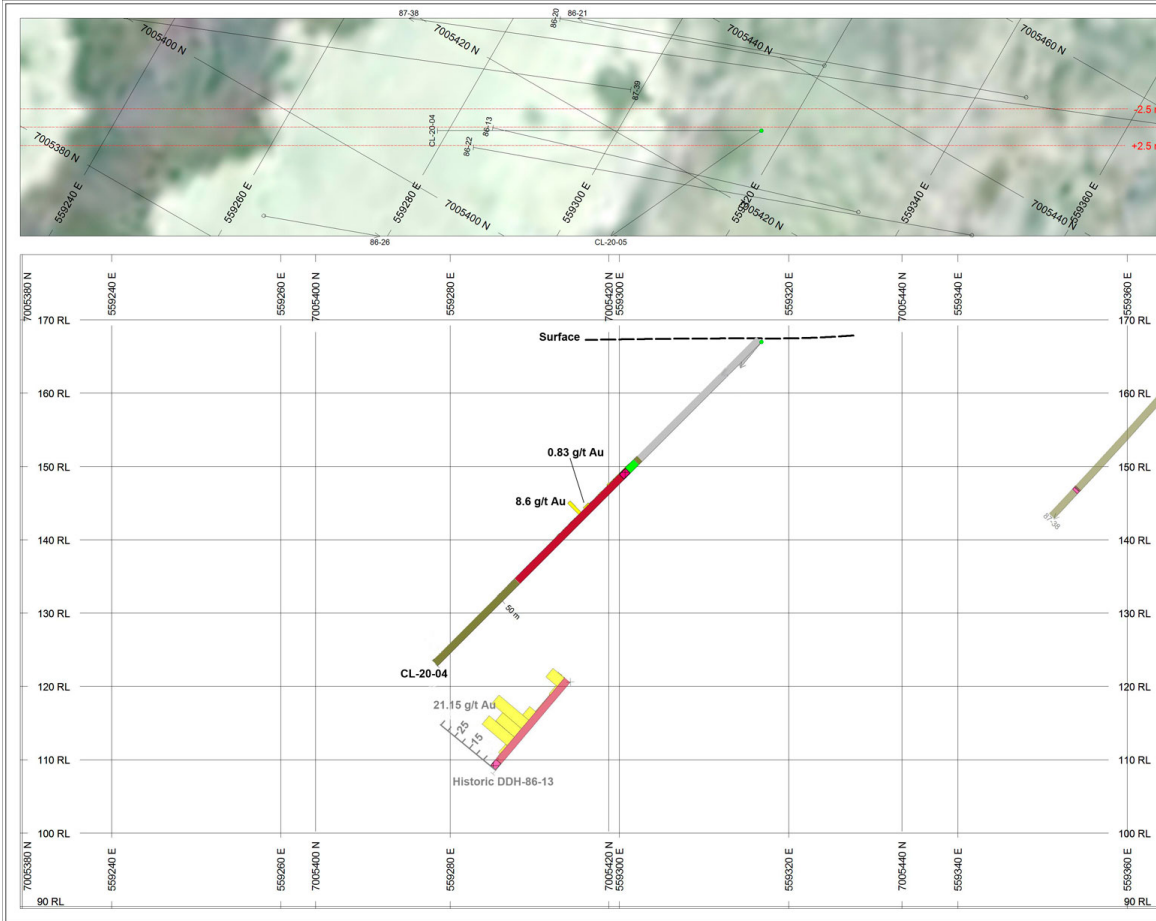 87-38
86-20
86-21
7005400 N
7005420 N
7005440 N
7005460 N
87-39
-2.5 m
CL-20-04
86-13
86-22
+2.5 m
7005380 N
559240 E
559260 E
559280 E
7005400 N
559300 E
559320 E
7005420 N
559340 E
7005440 N
559360 E
86-26
CL-20-05
7005380 N
559240 E
559260 E
7005400 N
559280 E
7005420 N
559300 E
559320 E
7005440 N
559340 E
559360 E
170 RL
170 RL
Surface
160 RL
160 RL
0.83 g/t Au
150 RL
150 RL
8.6 g/t Au
87-38
140 RL
140 RL
130 RL
130 RL
50 m
CL-20-04
120 RL
120 RL
21.15 g/t Au
25
15
110 RL
110 RL
Historic DDH-86-13
100 RL
100 RL
7005380 N
559240 E
559260 E
7005400 N
559280 E
7005420 N
559300 E
559320 E
7005440 N
559340 E
559360 E
90 RL
90 RL